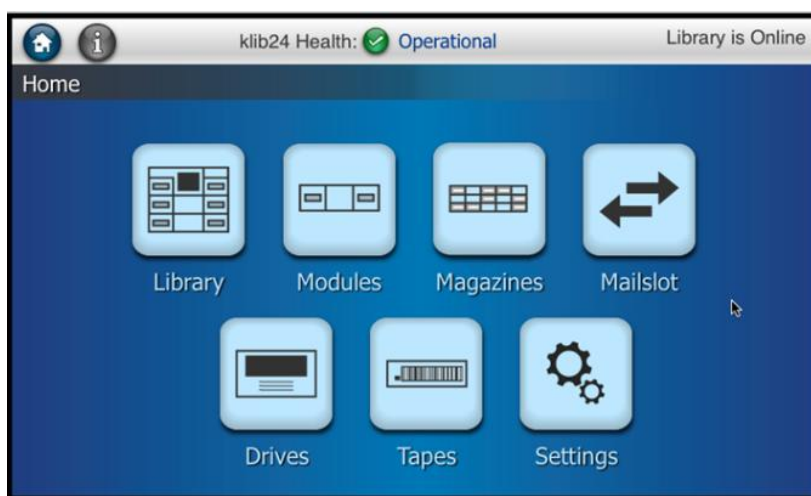 klib24 Health: Operational Library is Online
Home
Library Modules Magazines Mailslot
Drives Tapes Settings